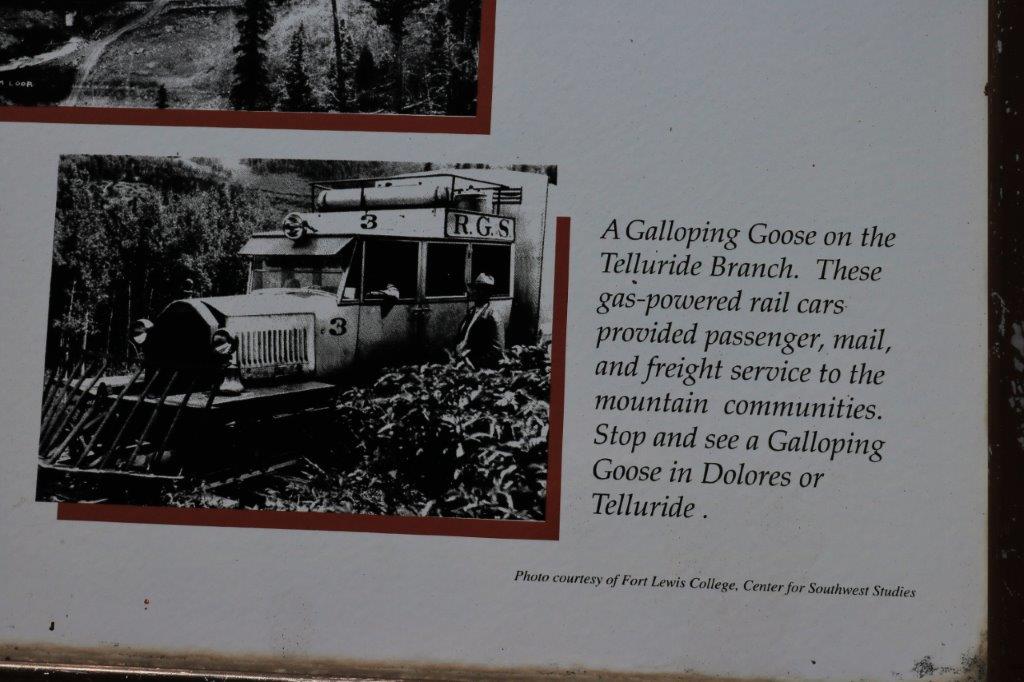 M LOOP
3
R.G.S
3
3
A Galloping Goose on the
Telluride Branch. These
gas-powered rail cars
provided passenger, mail,
and freight service to the
mountain communities.
Stop and see a Galloping
Goose in Dolores or
Telluride .
Photo courtesy of Fort Lewis College, Center for Southwest Studies